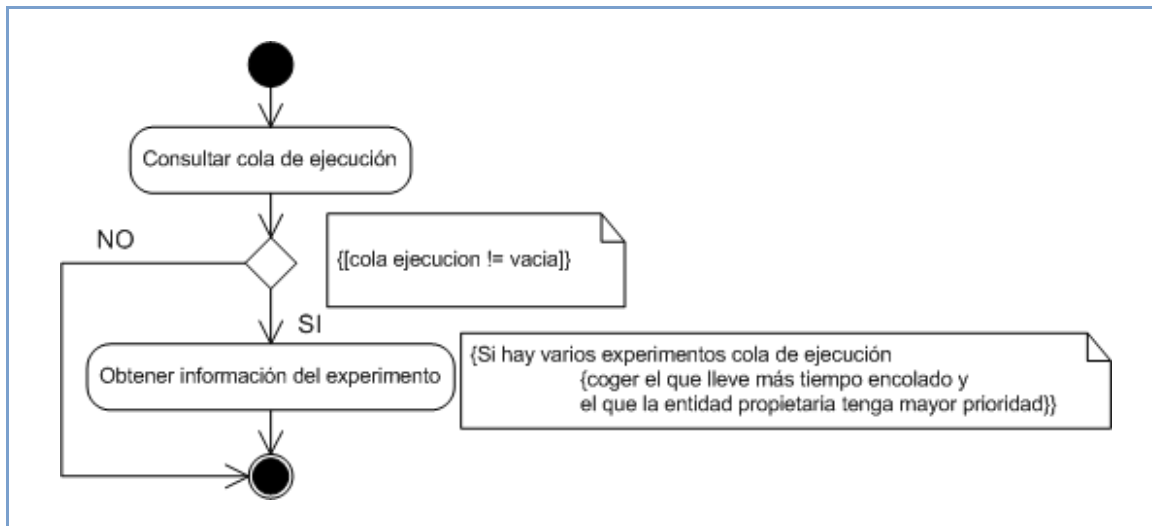 Consultar cola de ejecución
NO
{[cola ejecucion != vacia]}
SI
Obtener información del experimento
{Si hay varios experimentos cola de ejecución
{coger el que lleve más tiempo encolado y
el que la entidad propietaria tenga mayor prioridad}}